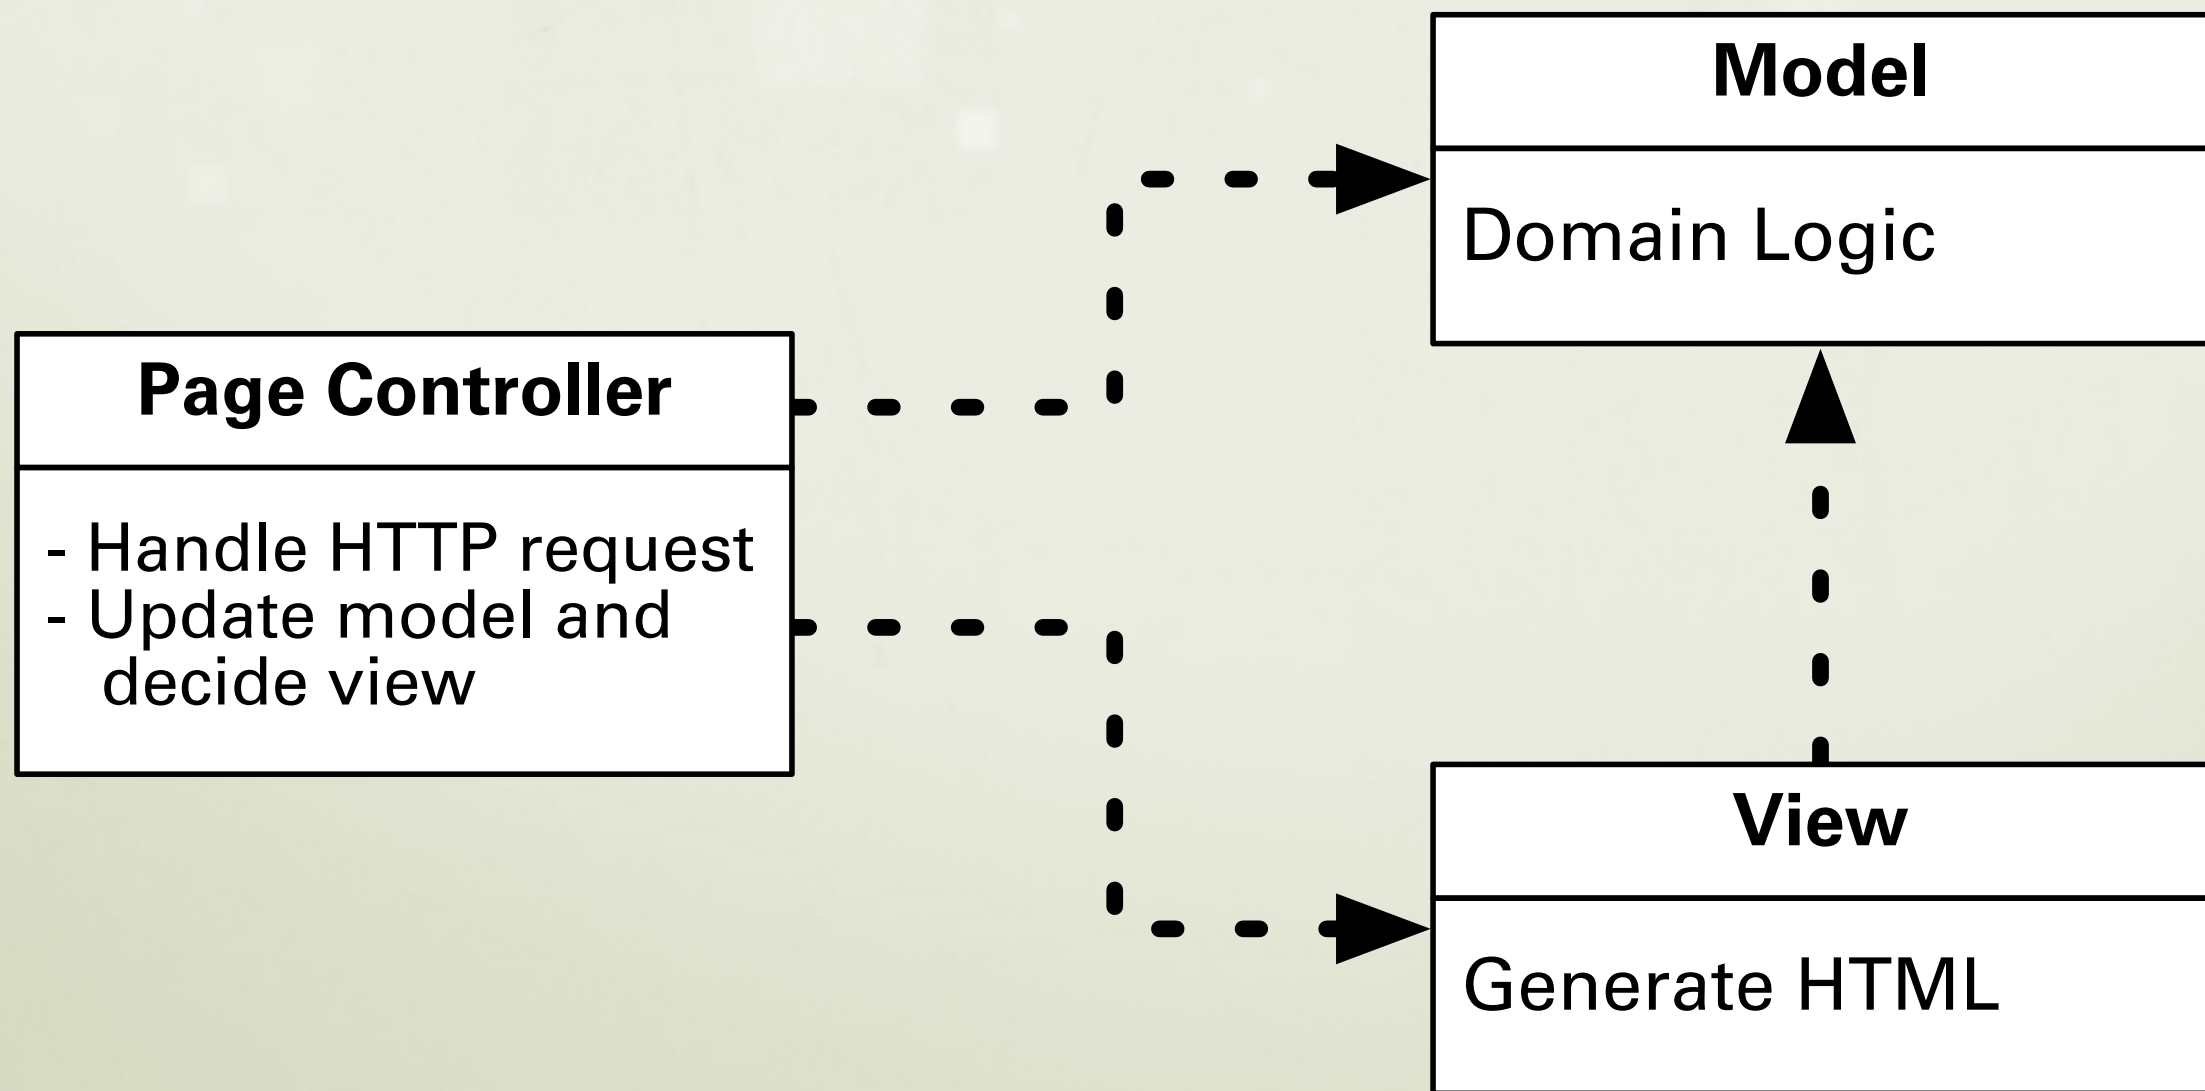 Model
Domain Logic
Page Controller
- Handle HTTP request
- Update model and
decide view
View
Generate HTML